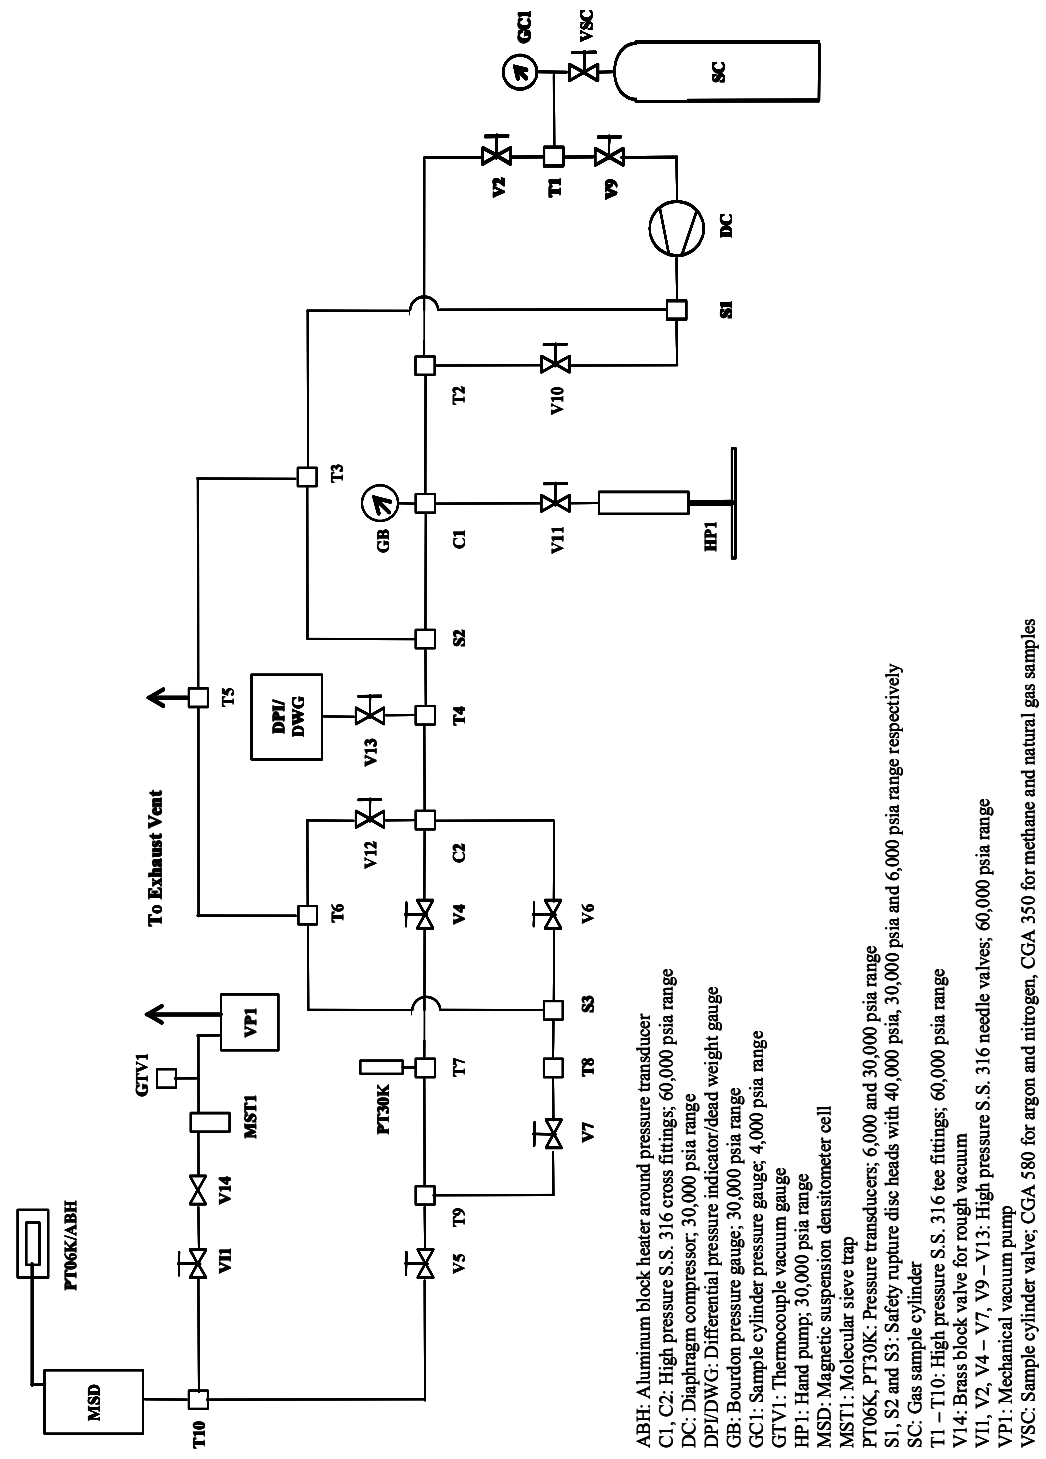 PT06K/ABH
MSD
GTV1
To Exhaust Vent
T10
VI1
V14
T5
MST1
VP1
DPI/
DWG
T6
T3
V12
V13
PT30K
GB
V5
T9
T7
V4
C2
T4
S2
C1
T2
V2
GC1
T1
V11
V10
V7
T8
S3
V6
VSC
V9
HP1
SC
S1
DC
ABH: Aluminum block heater around pressure transducer
C1, C2: High pressure S.S. 316 cross fittings; 60,000 psia range
DC: Diaphragm compressor; 30,000 psia range
DPI/DWG: Differential pressure indicator/dead weight gauge
GB: Bourdon pressure gauge; 30,000 psia range
GC1: Sample cylinder pressure gauge; 4,000 psia range
GTV1: Thermocouple vacuum gauge
HP1: Hand pump; 30,000 psia range
MSD: Magnetic suspension densitometer cell
MST1: Molecular sieve trap
PT06K, PT30K: Pressure transducers; 6,000 and 30,000 psia range
S1, S2 and S3: Safety rupture disc heads with 40,000 psia, 30,000 psia and 6,000 psia range respectively
SC: Gas sample cylinder
T1 – T10: High pressure S.S. 316 tee fittings; 60,000 psia range
V14: Brass block valve for rough vacuum
VI1, V2, V4 – V7, V9 – V13: High pressure S.S. 316 needle valves; 60,000 psia range
VP1: Mechanical vacuum pump
VSC: Sample cylinder valve; CGA 580 for argon and nitrogen, CGA 350 for methane and natural gas samples